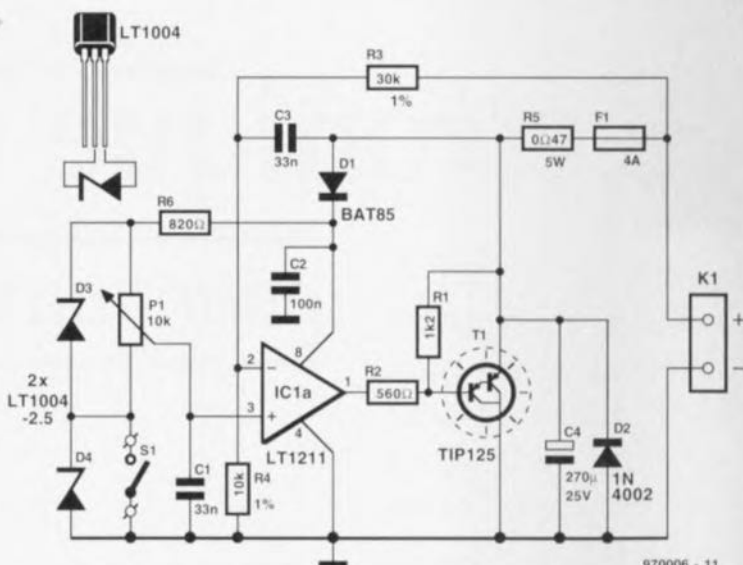 LT1004
R3
30k
1%
C3
33n
D1
BAT85
R5
0Ω47
5W
F1
4A
R6
820Ω
C2
100n
K1
+
-
D3
P1
10k
R1
1k2
T1
2x
LT1004
-2.5
2
8
IC1a
1
3
+
4
LT1211
R2
560Ω
TIP125
D4
S1
C1
33n
R4
10k
1%
C4
270µ
25V
D2
1N
4002
970006 - 11